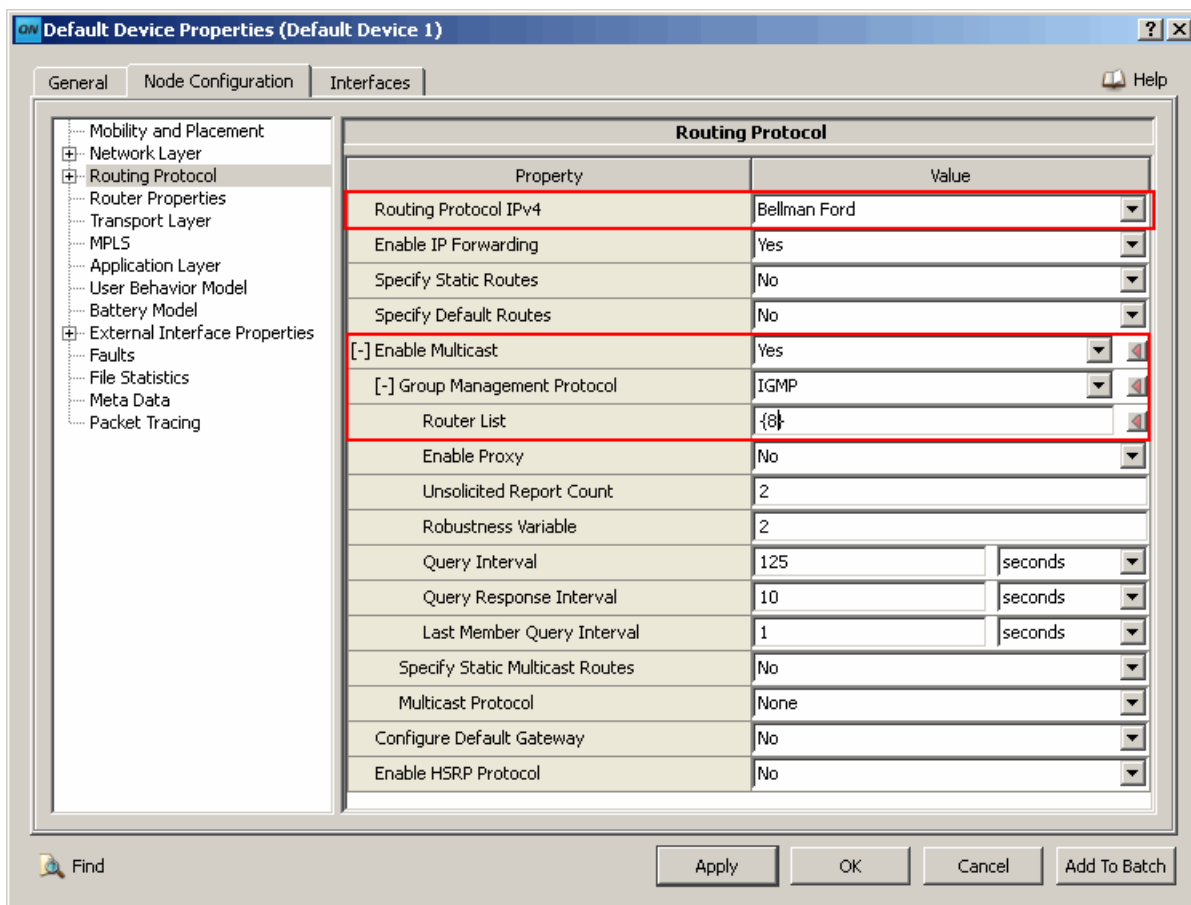 QN Default Device Properties (Default Device 1)
General Node Configuration Interfaces Help
Mobility and Placement
Network Layer
Routing Protocol
Router Properties
Transport Layer
MPLS
Application Layer
User Behavior Model
Battery Model
External Interface Properties
Faults
File Statistics
Meta Data
Packet Tracing
Routing Protocol
Property Value
Routing Protocol IPv4 Bellman Ford
Enable IP Forwarding Yes
Specify Static Routes No
Specify Default Routes No
[-] Enable Multicast Yes
[-] Group Management Protocol IGMP
Router List {8}
Enable Proxy No
Unsolicited Report Count 2
Robustness Variable 2
Query Interval 125 seconds
Query Response Interval 10 seconds
Last Member Query Interval 1 seconds
Specify Static Multicast Routes No
Multicast Protocol None
Configure Default Gateway No
Enable HSRP Protocol No
Find Apply OK Cancel Add To Batch